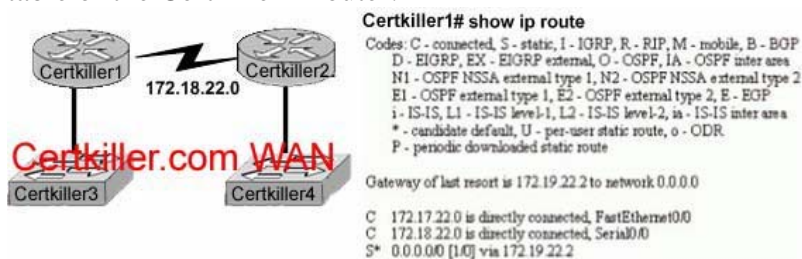 Certkiller1# show ip route
Codes: C - connected, S - static, I - IGRP, R - RIP, M - mobile, B - BGP
D - EIGRP, EX - EIGRP external, O - OSPF, IA - OSPF inter area
N1 - OSPF NSSA external type 1, N2 - OSPF NSSA external type 2
E1 - OSPF external type 1, E2 - OSPF external type 2, E - EGP
i - IS-IS, L1 - IS-IS level-1, L2 - IS-IS level-2, ia - IS-IS inter area
* - candidate default, U - per-user static route, o - ODR
P - periodic downloaded static route
Gateway of last resort is 172.19.22.2 to network 0.0.0.0
C 172.17.22.0 is directly connected, FastEthernet0/0
C 172.18.22.0 is directly connected, Serial0/0
S* 0.0.0.0/0 [1/0] via 172.19.22.2
Certkiller1
Certkiller2
172.18.22.0
Certkiller.com WAN
Certkiller3
Certkiller4